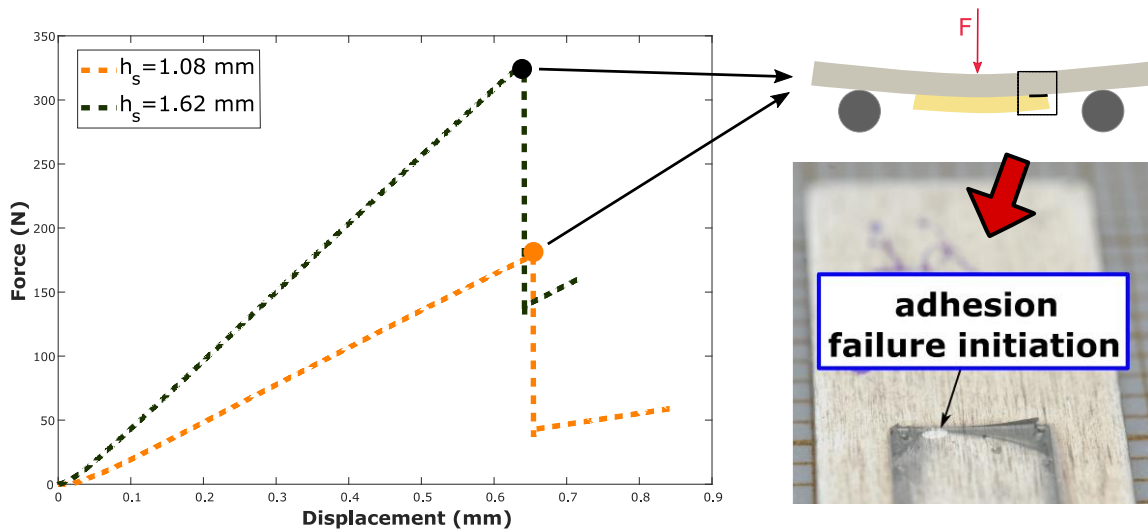 350
300
250
200
150
100
50
0
Force (N)
h_s=1.08 mm
h_s=1.62 mm
0
0.1
0.2
0.3
0.4
0.5
0.6
0.7
0.8
0.9
Displacement (mm)
F
adhesion
failure initiation